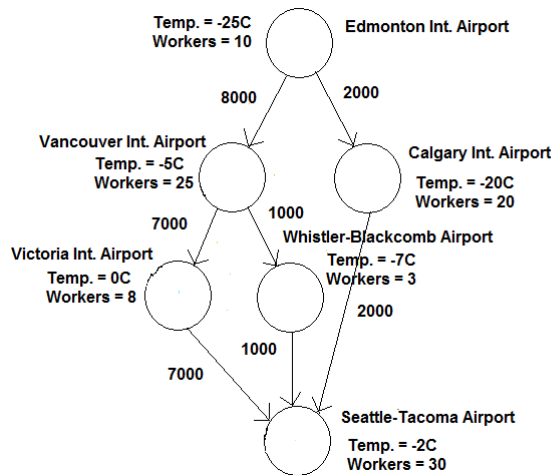 Temp. = -25C
Workers = 10
Edmonton Int. Airport
8000
2000
Vancouver Int. Airport
Temp. = -5C
Workers = 25
Calgary Int. Airport
Temp. = -20C
Workers = 20
7000
1000
Victoria Int. Airport
Temp. = 0C
Workers = 8
Whistler-Blackcomb Airport
Temp. = -7C
Workers = 3
2000
7000
1000
Seattle-Tacoma Airport
Temp. = -2C
Workers = 30